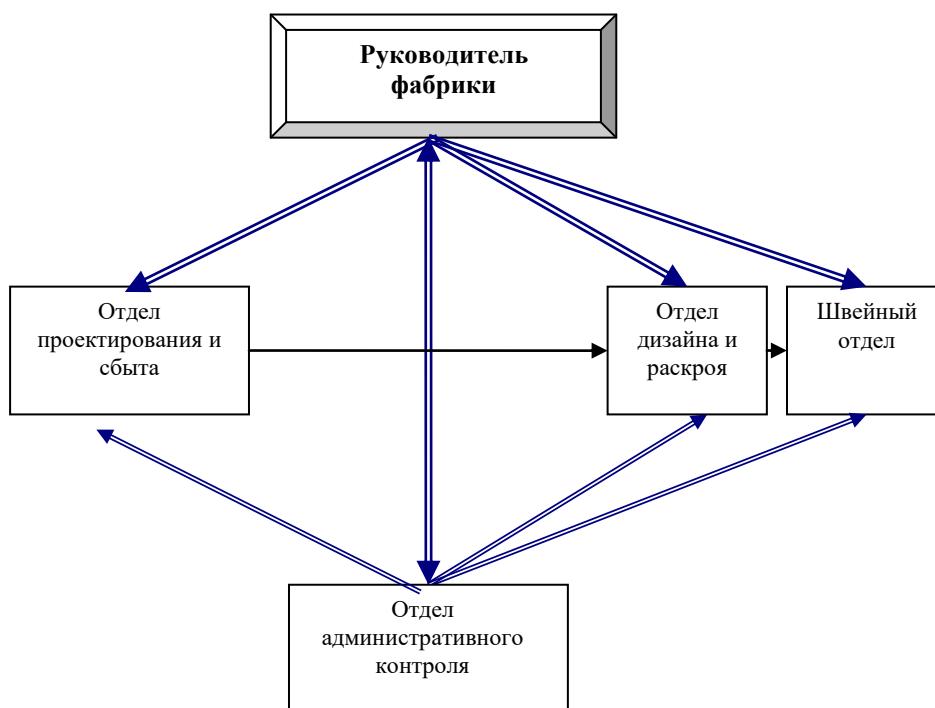 Руководитель
фабрики
Отдел
проектирования и
сбыта
Отдел
дизайна и
раскроя
Швейный
отдел
Отдел
административного
контроля